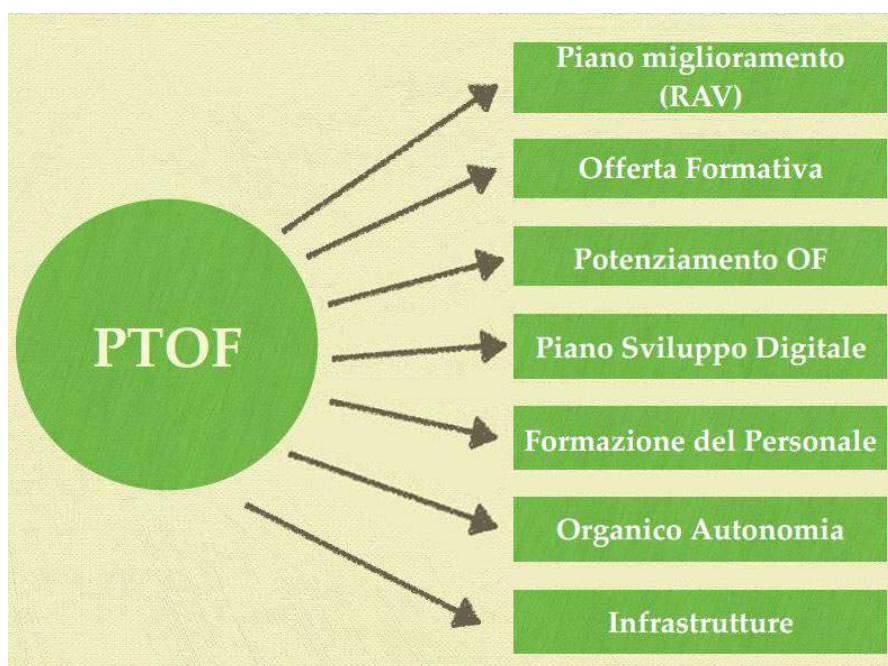 PTOF
Piano miglioramento
(RAV)
Offerta Formativa
Potenziamento OF
Piano Sviluppo Digitale
Formazione del Personale
Organico Autonomia
Infrastrutture